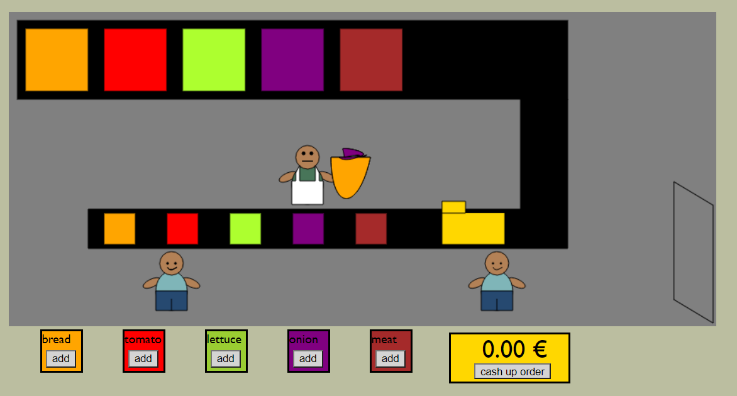 bread
add
tomato
add
lettuce
add
onion
add
meat
add
0.00 €
cash up order